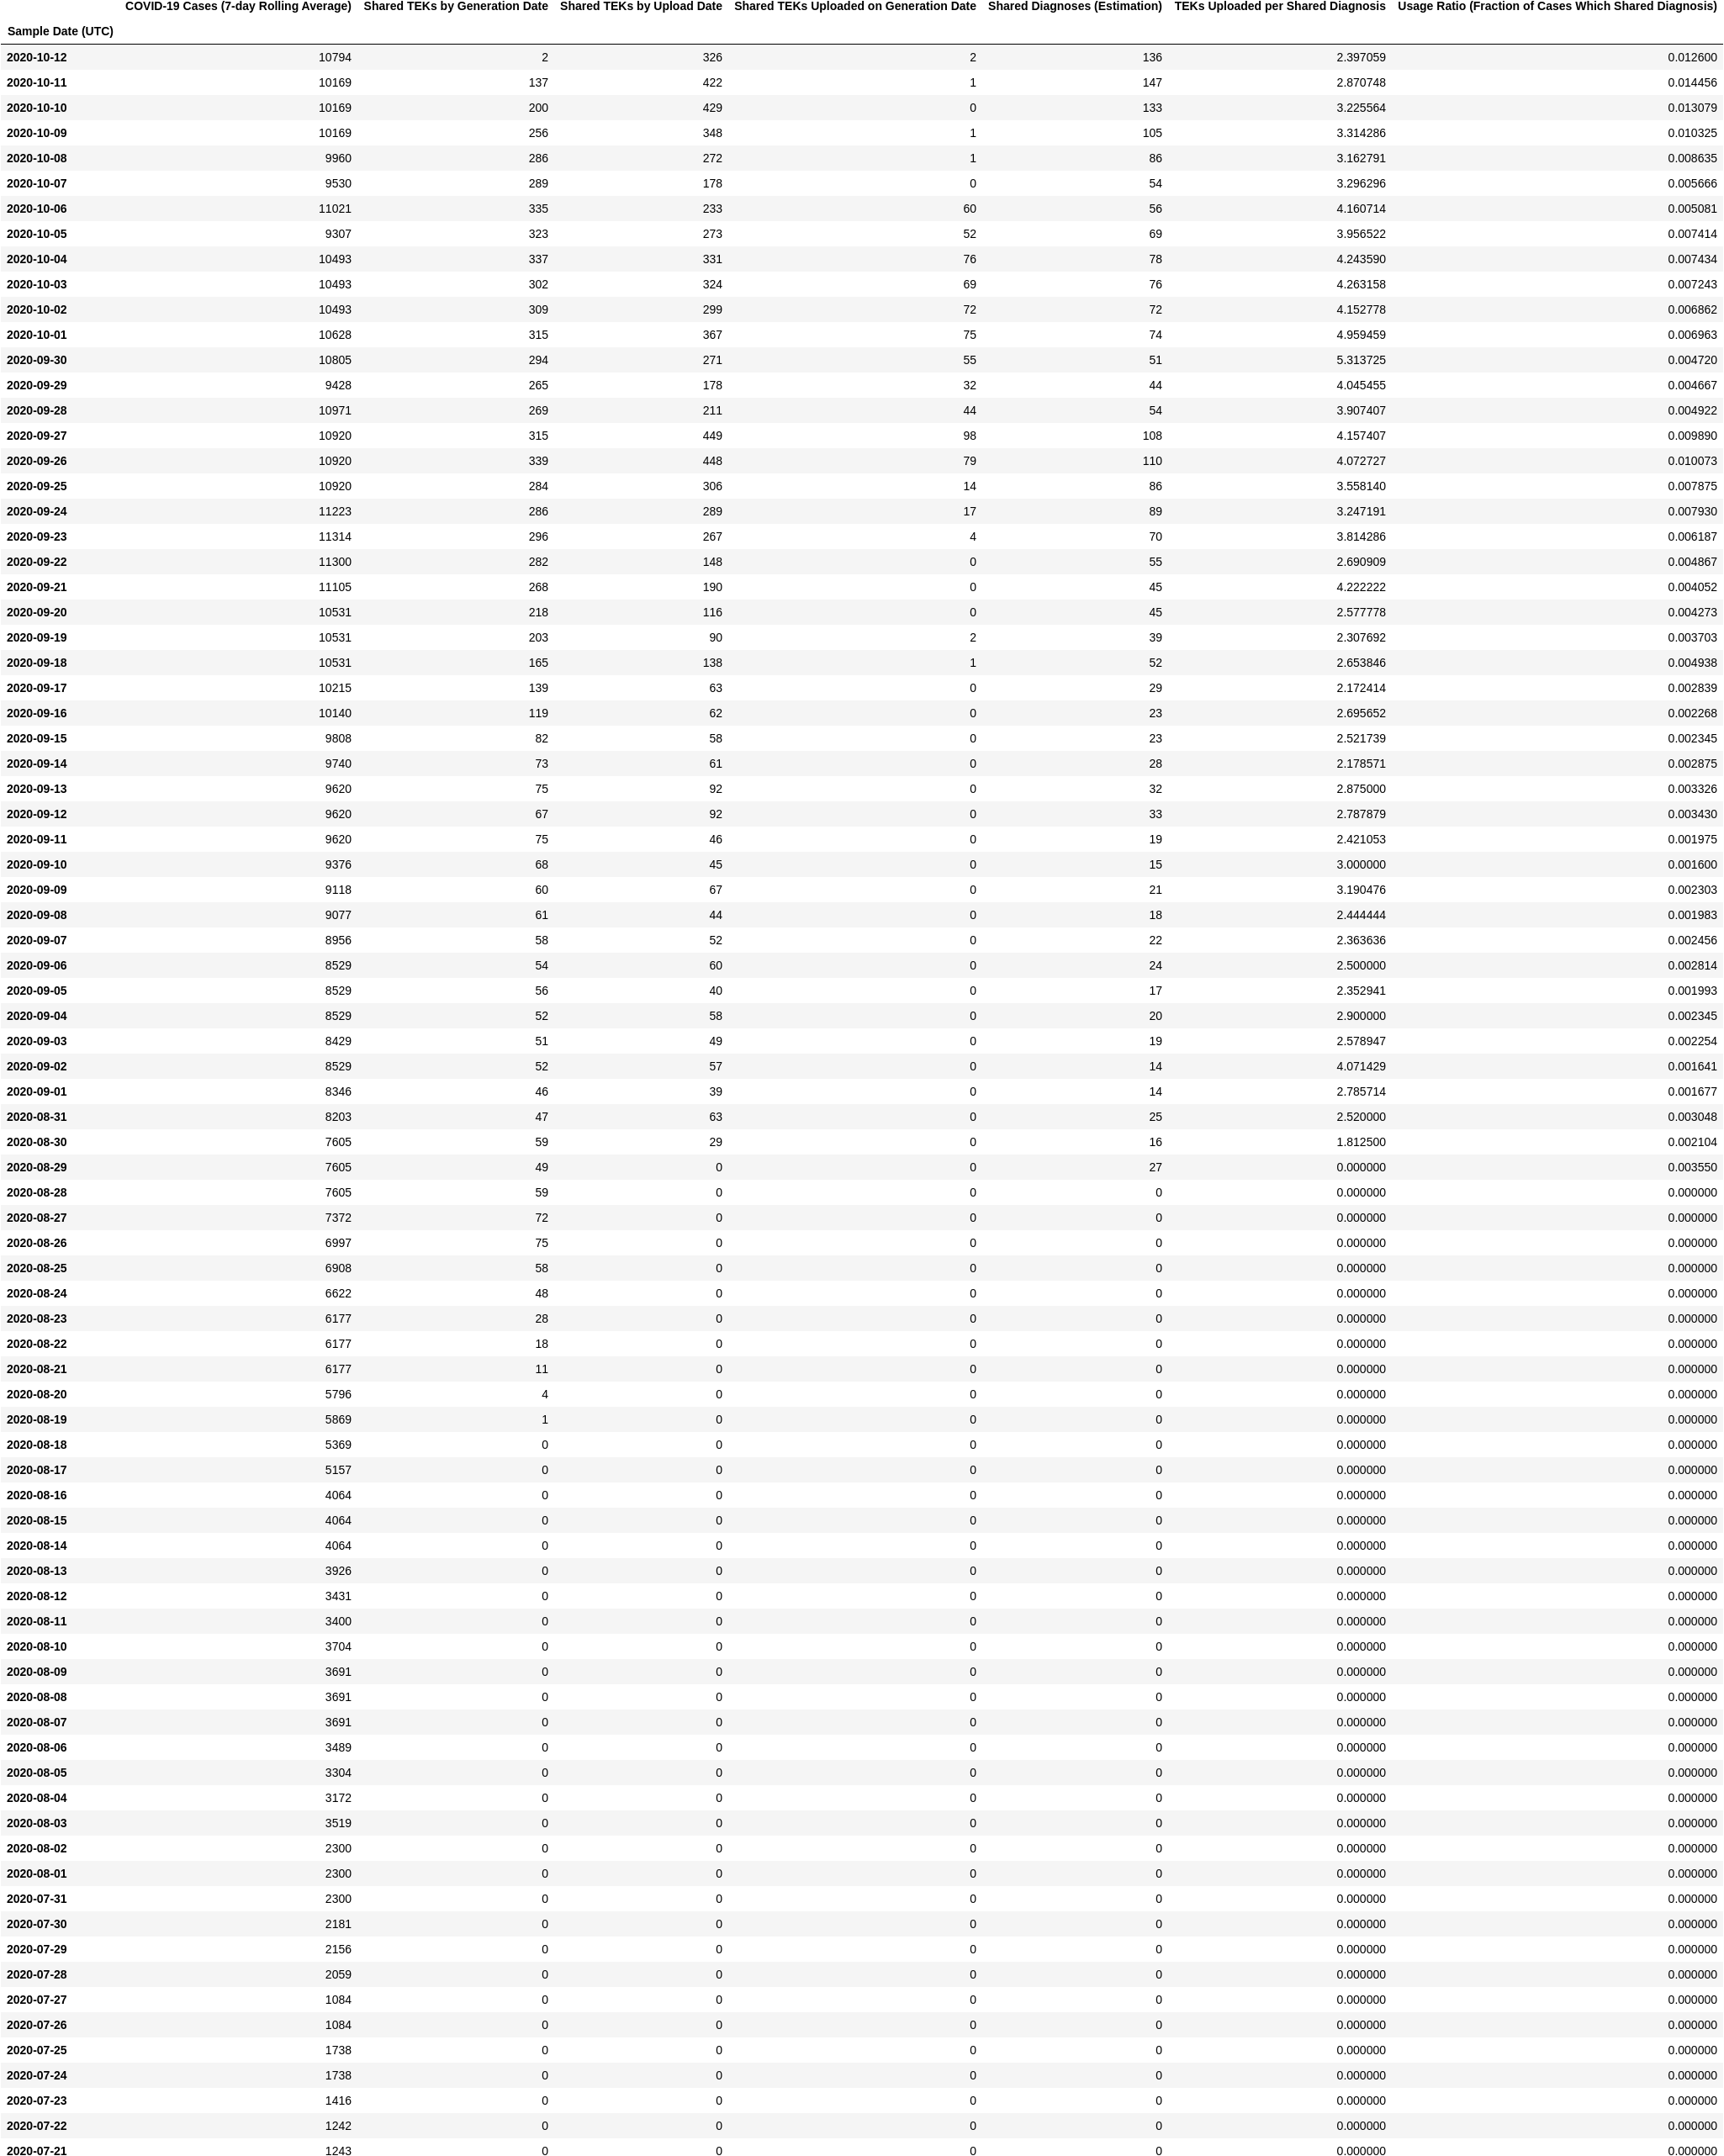 COVID-19 Cases (7-day Rolling Average) Shared TEKs by Generation Date Shared TEKs by Upload Date Shared TEKs Uploaded on Generation Date Shared Diagnoses (Estimation) TEKs Uploaded per Shared Diagnosis Usage Ratio (Fraction of Cases Which Shared Diagnosis)
Sample Date (UTC)
2020-10-12 10794 2 326 2 136 2.397059 0.012600
2020-10-11 10169 137 422 1 147 2.870748 0.014456
2020-10-10 10169 200 429 0 133 3.225564 0.013079
2020-10-09 10169 256 348 1 105 3.314286 0.010325
2020-10-08 9960 286 272 1 86 3.162791 0.008635
2020-10-07 9530 289 178 0 54 3.296296 0.005666
2020-10-06 11021 335 233 60 56 4.160714 0.005081
2020-10-05 9307 323 273 52 69 3.956522 0.007414
2020-10-04 10493 337 331 76 78 4.243590 0.007434
2020-10-03 10493 302 324 69 76 4.263158 0.007243
2020-10-02 10493 309 299 72 72 4.152778 0.006862
2020-10-01 10628 315 367 75 74 4.959459 0.006963
2020-09-30 10805 294 271 55 51 5.313725 0.004720
2020-09-29 9428 265 178 32 44 4.045455 0.004667
2020-09-28 10971 269 211 44 54 3.907407 0.004922
2020-09-27 10920 315 449 98 108 4.157407 0.009890
2020-09-26 10920 339 448 79 110 4.072727 0.010073
2020-09-25 10920 284 306 14 86 3.558140 0.007875
2020-09-24 11223 286 289 17 89 3.247191 0.007930
2020-09-23 11314 296 267 4 70 3.814286 0.006187
2020-09-22 11300 282 148 0 55 2.690909 0.004867
2020-09-21 11105 268 190 0 45 4.222222 0.004052
2020-09-20 10531 218 116 0 45 2.577778 0.004273
2020-09-19 10531 203 90 2 39 2.307692 0.003703
2020-09-18 10531 165 138 1 52 2.653846 0.004938
2020-09-17 10215 139 63 0 29 2.172414 0.002839
2020-09-16 10140 119 62 0 23 2.695652 0.002268
2020-09-15 9808 82 58 0 23 2.521739 0.002345
2020-09-14 9740 73 61 0 28 2.178571 0.002875
2020-09-13 9620 75 92 0 32 2.875000 0.003326
2020-09-12 9620 67 92 0 33 2.787879 0.003430
2020-09-11 9620 75 46 0 19 2.421053 0.001975
2020-09-10 9376 68 45 0 15 3.000000 0.001600
2020-09-09 9118 60 67 0 21 3.190476 0.002303
2020-09-08 9077 61 44 0 18 2.444444 0.001983
2020-09-07 8956 58 52 0 22 2.363636 0.002456
2020-09-06 8529 54 60 0 24 2.500000 0.002814
2020-09-05 8529 56 40 0 17 2.352941 0.001993
2020-09-04 8529 52 58 0 20 2.900000 0.002345
2020-09-03 8429 51 49 0 19 2.578947 0.002254
2020-09-02 8529 52 57 0 14 4.071429 0.001641
2020-09-01 8346 46 39 0 14 2.785714 0.001677
2020-08-31 8203 47 63 0 25 2.520000 0.003048
2020-08-30 7605 59 29 0 16 1.812500 0.002104
2020-08-29 7605 49 0 0 27 0.000000 0.003550
2020-08-28 7605 59 0 0 0 0.000000 0.000000
2020-08-27 7372 72 0 0 0 0.000000 0.000000
2020-08-26 6997 75 0 0 0 0.000000 0.000000
2020-08-25 6908 58 0 0 0 0.000000 0.000000
2020-08-24 6622 48 0 0 0 0.000000 0.000000
2020-08-23 6177 28 0 0 0 0.000000 0.000000
2020-08-22 6177 18 0 0 0 0.000000 0.000000
2020-08-21 6177 11 0 0 0 0.000000 0.000000
2020-08-20 5796 4 0 0 0 0.000000 0.000000
2020-08-19 5869 1 0 0 0 0.000000 0.000000
2020-08-18 5369 0 0 0 0 0.000000 0.000000
2020-08-17 5157 0 0 0 0 0.000000 0.000000
2020-08-16 4064 0 0 0 0 0.000000 0.000000
2020-08-15 4064 0 0 0 0 0.000000 0.000000
2020-08-14 4064 0 0 0 0 0.000000 0.000000
2020-08-13 3926 0 0 0 0 0.000000 0.000000
2020-08-12 3431 0 0 0 0 0.000000 0.000000
2020-08-11 3400 0 0 0 0 0.000000 0.000000
2020-08-10 3704 0 0 0 0 0.000000 0.000000
2020-08-09 3691 0 0 0 0 0.000000 0.000000
2020-08-08 3691 0 0 0 0 0.000000 0.000000
2020-08-07 3691 0 0 0 0 0.000000 0.000000
2020-08-06 3489 0 0 0 0 0.000000 0.000000
2020-08-05 3304 0 0 0 0 0.000000 0.000000
2020-08-04 3172 0 0 0 0 0.000000 0.000000
2020-08-03 3519 0 0 0 0 0.000000 0.000000
2020-08-02 2300 0 0 0 0 0.000000 0.000000
2020-08-01 2300 0 0 0 0 0.000000 0.000000
2020-07-31 2300 0 0 0 0 0.000000 0.000000
2020-07-30 2181 0 0 0 0 0.000000 0.000000
2020-07-29 2156 0 0 0 0 0.000000 0.000000
2020-07-28 2059 0 0 0 0 0.000000 0.000000
2020-07-27 1084 0 0 0 0 0.000000 0.000000
2020-07-26 1084 0 0 0 0 0.000000 0.000000
2020-07-25 1738 0 0 0 0 0.000000 0.000000
2020-07-24 1738 0 0 0 0 0.000000 0.000000
2020-07-23 1416 0 0 0 0 0.000000 0.000000
2020-07-22 1242 0 0 0 0 0.000000 0.000000
2020-07-21 1243 0 0 0 0 0.000000 0.000000